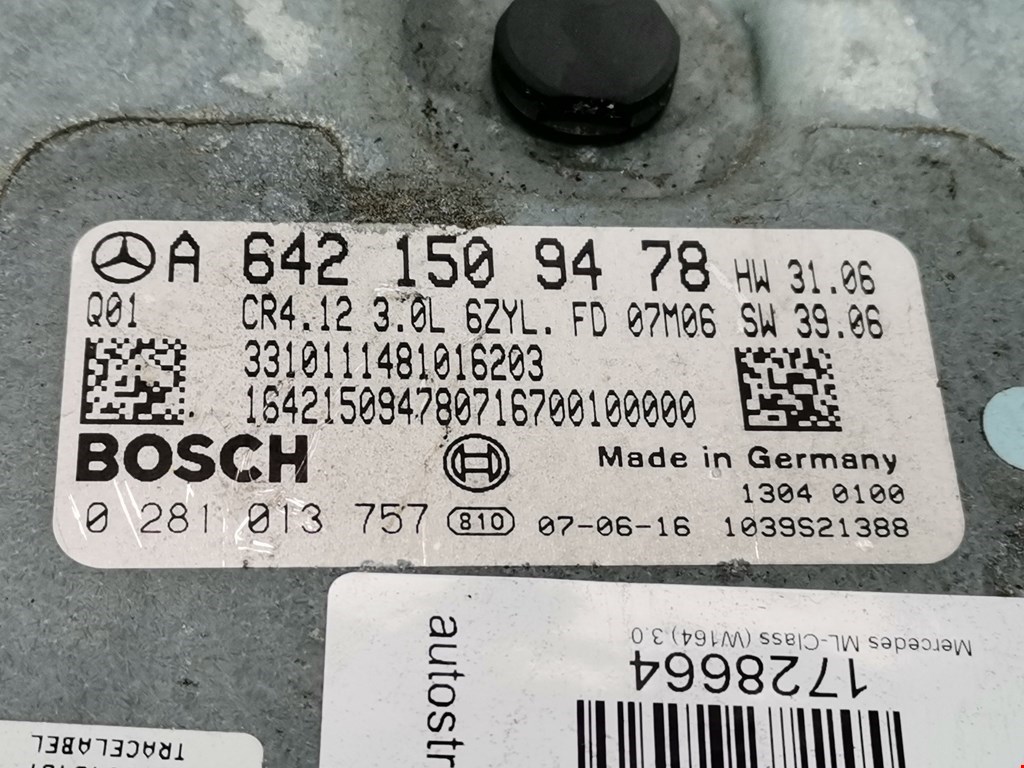 A 642 150 94 78 HW 31.06
Q01 CR4.12 3.0L 6ZYL. FD 07M06 SW 39.06
3310111481016203
16421509478071670010​0000
BOSCH Made in Germany
1304 0100
0 281 013 757 810 07-06-16 1039S21388
Mercedes ML-Class (W164) 3.0
1728664
autostr
TRACELABEL